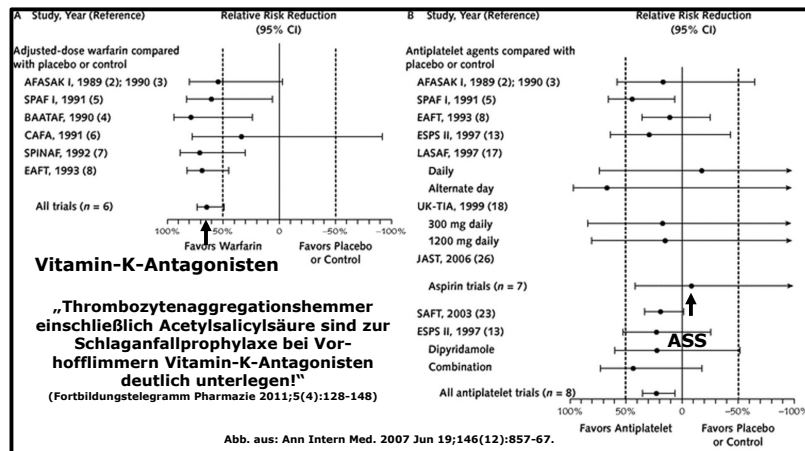 A Study, Year (Reference)
Relative Risk Reduction
(95% CI)
Adjusted-dose warfarin compared
with placebo or control
AFASAK I, 1989 (2); 1990 (3)
SPAF I, 1991 (5)
BAATAF, 1990 (4)
CAFA, 1991 (6)
SPINAF, 1992 (7)
EAFT, 1993 (8)
All trials (n = 6)
100% 50% 0 -50% -100%
Favors Warfarin Favors Placebo
or Control
Vitamin-K-Antagonisten
„Thrombozytenaggregationshemmer
einschließlich Acetylsalicylsäure sind zur
Schlaganfallprophylaxe bei Vor-
hofflimmern Vitamin-K-Antagonisten
deutlich unterlegen!“
(Fortbildungstelegramm Pharmazie 2011;5(4):128-148)
B Study, Year (Reference)
Relative Risk Reduction
(95% CI)
Antiplatelet agents compared with
placebo or control
AFASAK I, 1989 (2); 1990 (3)
SPAF I, 1991 (5)
EAFT, 1993 (8)
ESPS II, 1997 (13)
LASAF, 1997 (17)
Daily
Alternate day
UK-TIA, 1999 (18)
300 mg daily
1200 mg daily
JAST, 2006 (26)
Aspirin trials (n = 7)
SAFT, 2003 (23)
ASS
ESPS II, 1997 (13)
Dipyridamole
Combination
All antiplatelet trials (n = 8)
100% 50% 0 -50% -100%
Favors Antiplatelet Favors Placebo
or Control
Abb. aus: Ann Intern Med. 2007 Jun 19;146(12):857-67.